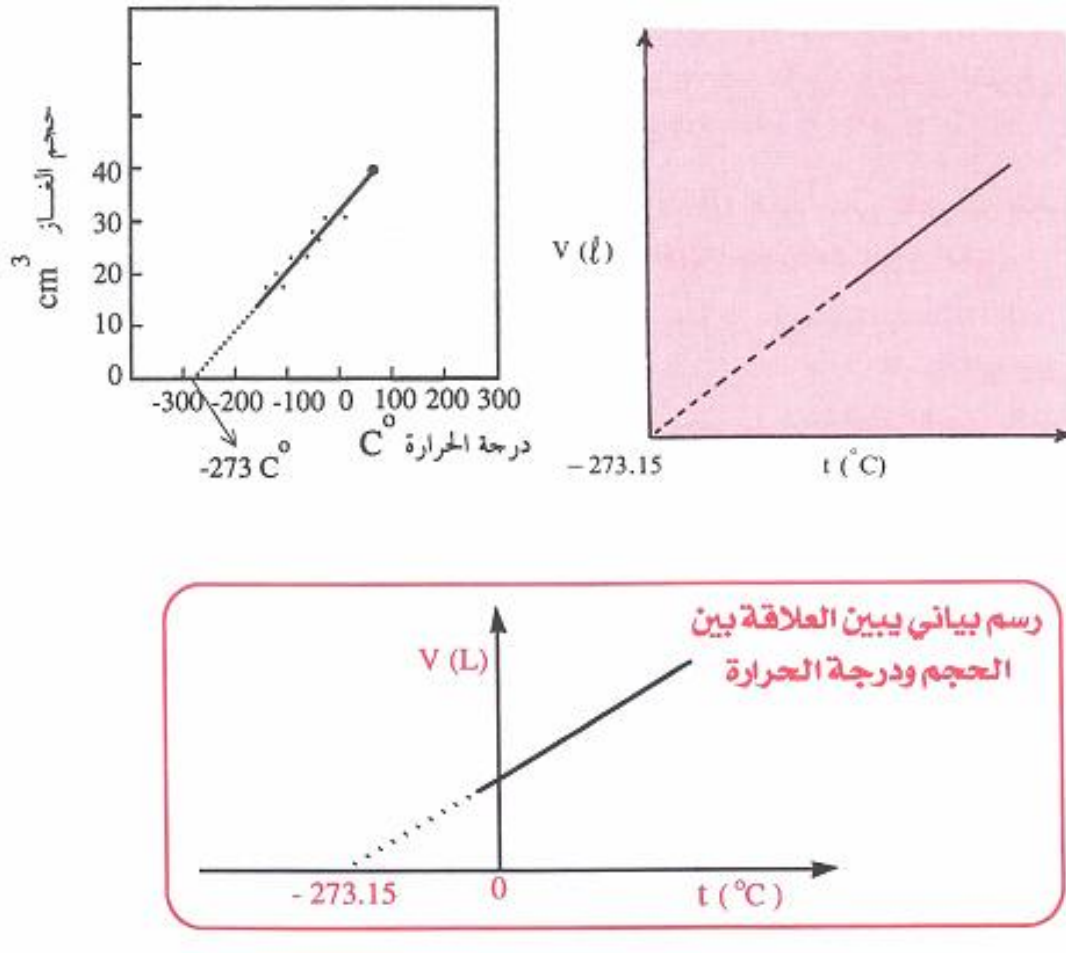 حجم الغاز cm³
40
30
20
10
0
-300 -200 -100 0 100 200 300
-273 C°
درجة الحرارة C°
V (ℓ)
– 273.15
t (°C)
رسم بياني يبين العلاقة بين
الحجم ودرجة الحرارة
V (L)
- 273.15
0
t (°C)